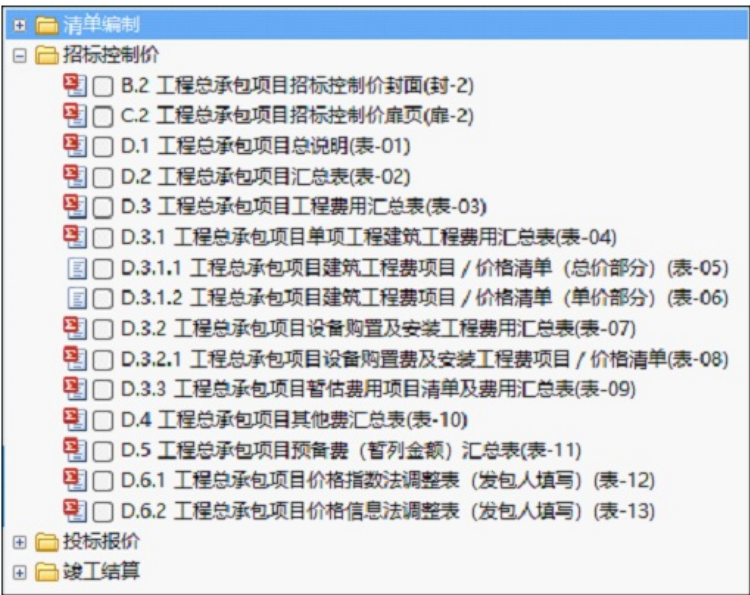 清单编制
招标控制价
B.2 工程总承包项目招标控制价封面(封-2)
C.2 工程总承包项目招标控制价扉页(扉-2)
D.1 工程总承包项目总说明(表-01)
D.2 工程总承包项目汇总表(表-02)
D.3 工程总承包项目工程费用汇总表(表-03)
D.3.1 工程总承包项目单项工程建筑工程费用汇总表(表-04)
D.3.1.1 工程总承包项目建筑工程费项目 / 价格清单（总价部分）(表-05)
D.3.1.2 工程总承包项目建筑工程费项目 / 价格清单（单价部分）(表-06)
D.3.2 工程总承包项目设备购置及安装工程费用汇总表(表-07)
D.3.2.1 工程总承包项目设备购置费及安装工程费项目 / 价格清单(表-08)
D.3.3 工程总承包项目暂估费用项目清单及费用汇总表(表-09)
D.4 工程总承包项目其他费汇总表(表-10)
D.5 工程总承包项目预备费（暂列金额）汇总表(表-11)
D.6.1 工程总承包项目价格指数法调整表（发包人填写）(表-12)
D.6.2 工程总承包项目价格信息法调整表（发包人填写）(表-13)
投标报价
竣工结算